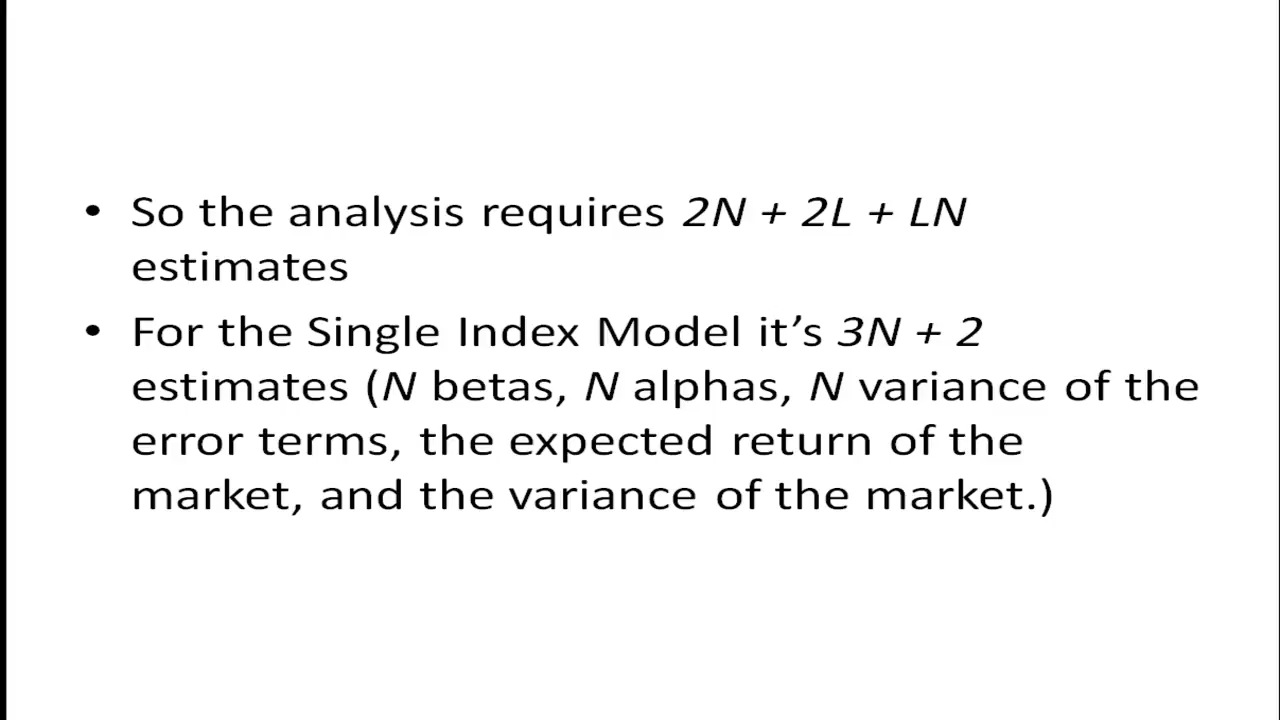 • So the analysis requires 2N + 2L + LN
estimates
• For the Single Index Model it’s 3N + 2
estimates (N betas, N alphas, N variance of the
error terms, the expected return of the
market, and the variance of the market.)